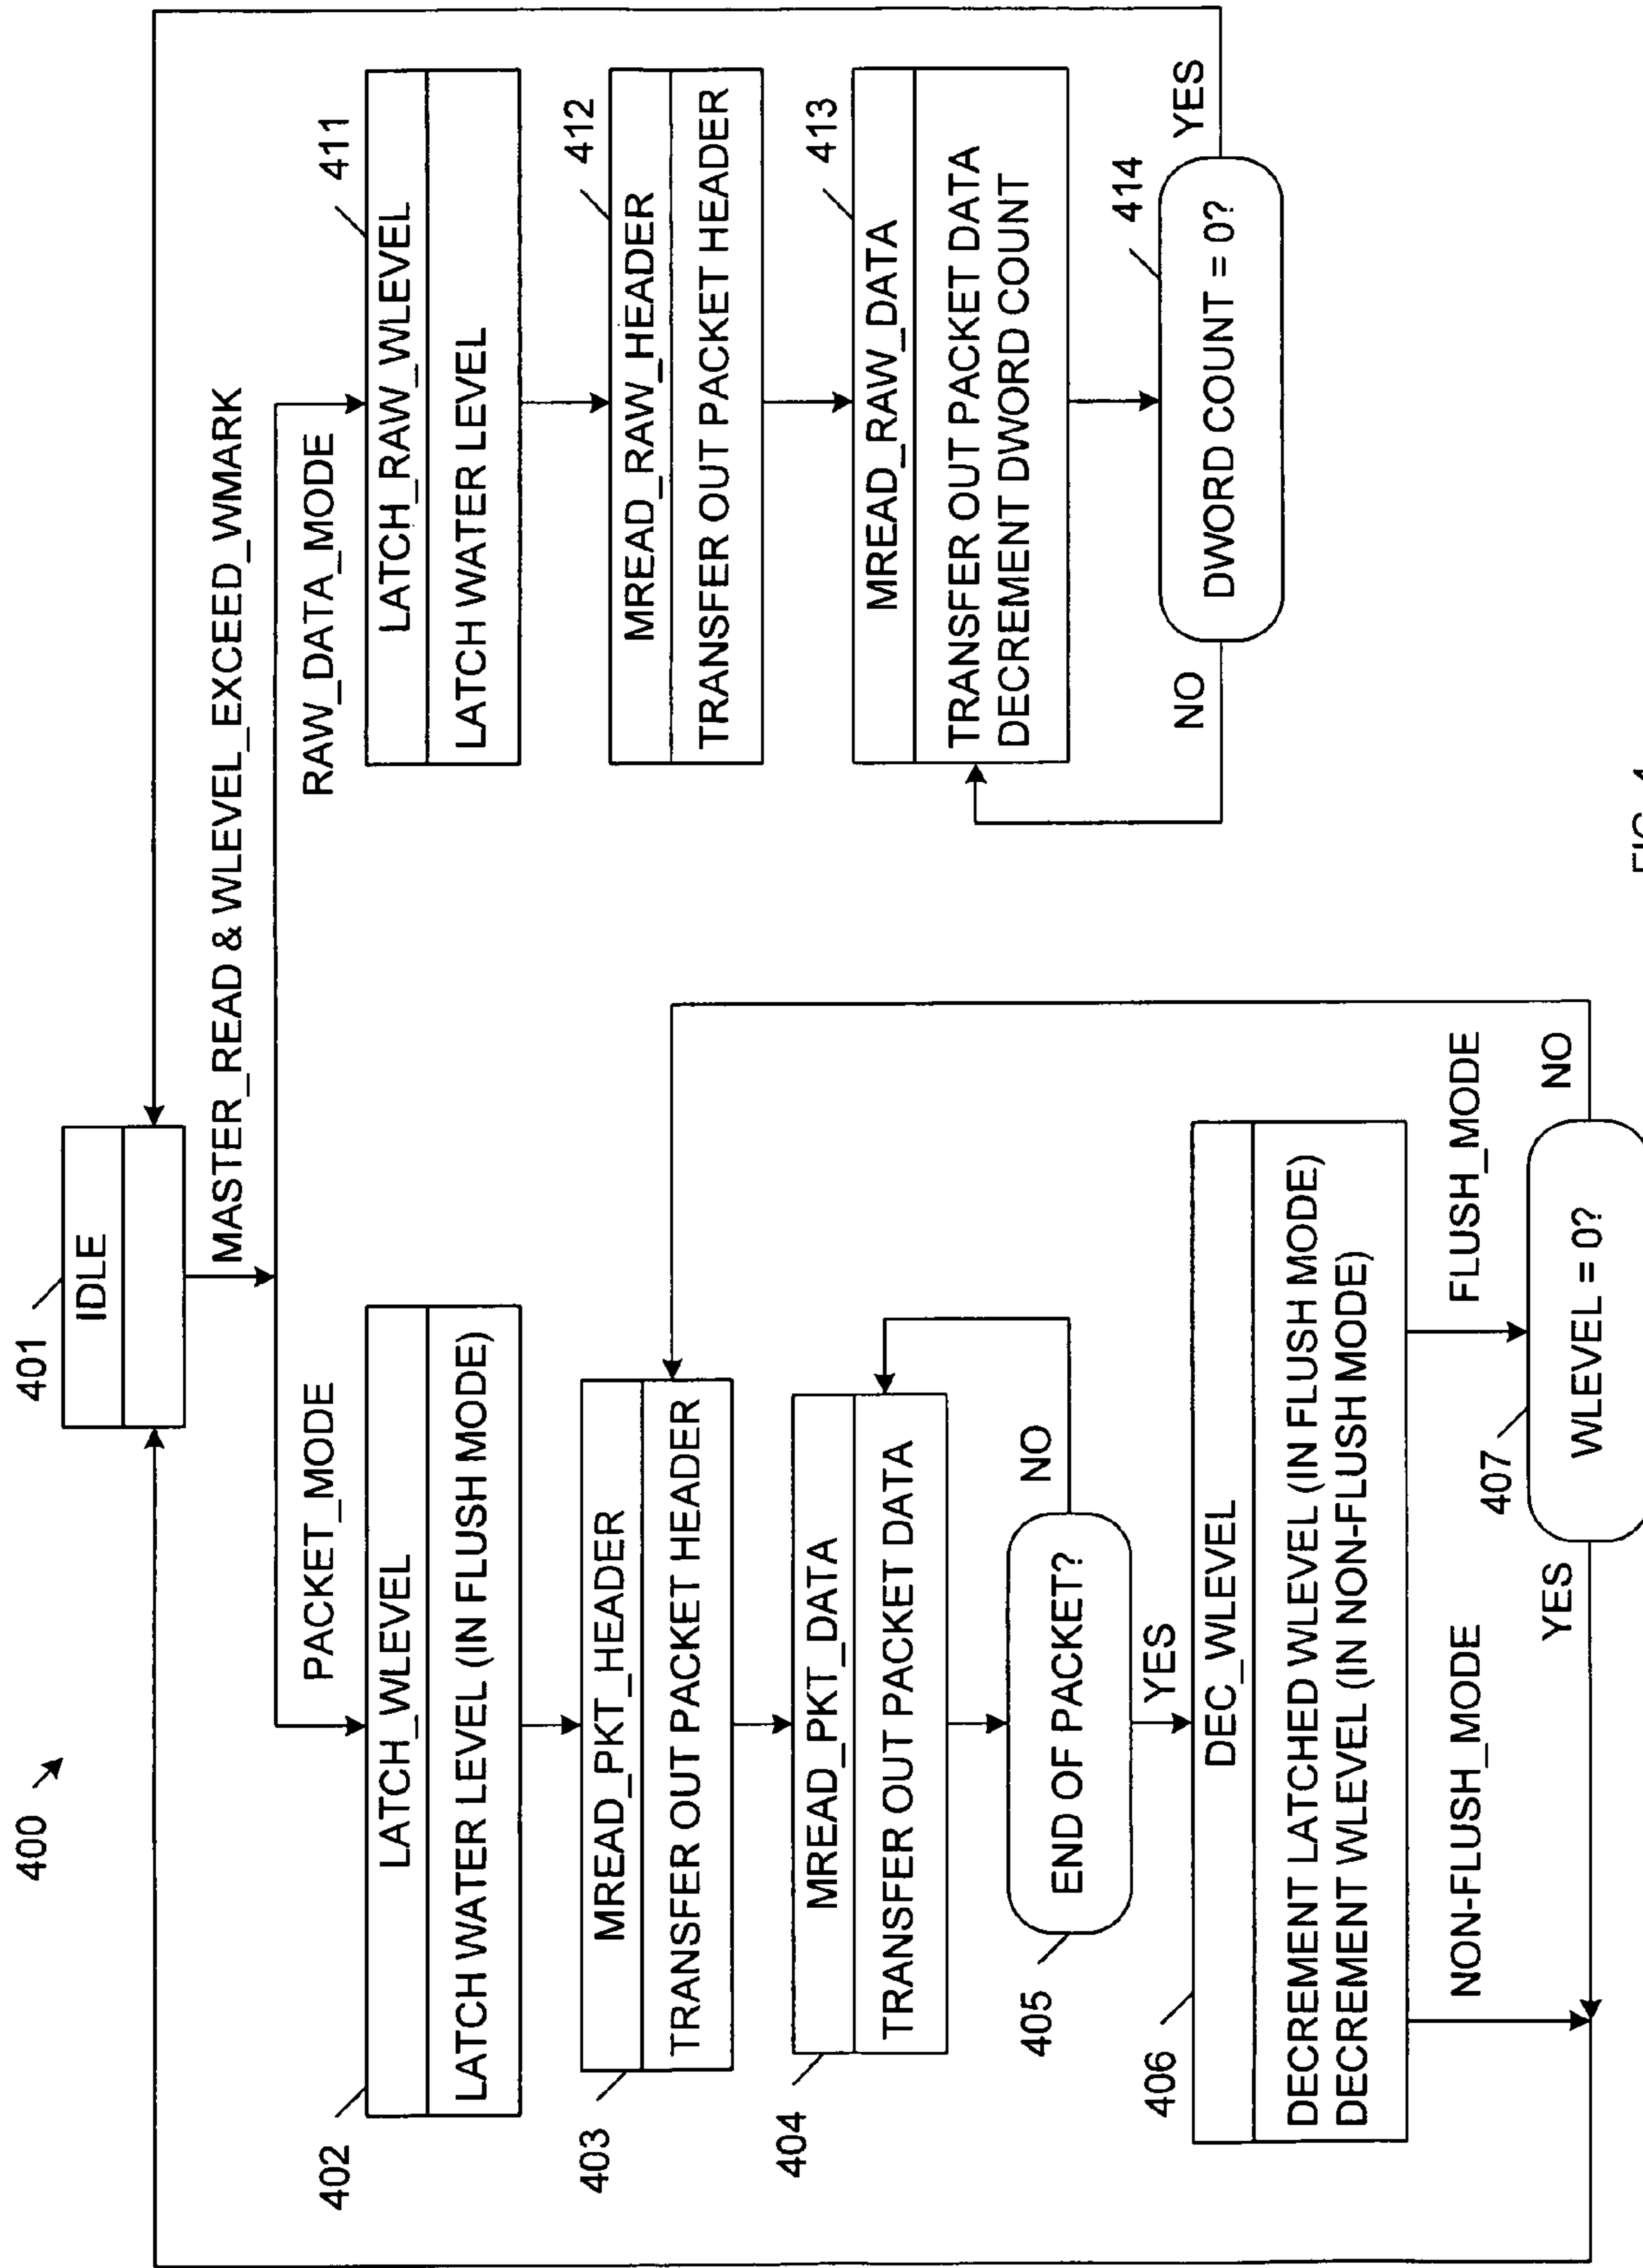 400
401
IDLE
MASTER_READ & WLEVEL_EXCEED_WMARK
PACKET_MODE
RAW_DATA_MODE
402
LATCH_WLEVEL
LATCH WATER LEVEL (IN FLUSH MODE)
403
MREAD_PKT_HEADER
TRANSFER OUT PACKET HEADER
404
MREAD_PKT_DATA
TRANSFER OUT PACKET DATA
405
END OF PACKET?
NO
YES
406
DEC_WLEVEL
DECREMENT LATCHED WLEVEL (IN FLUSH MODE)
DECREMENT WLEVEL (IN NON-FLUSH MODE)
NON-FLUSH_MODE
FLUSH_MODE
407
WLEVEL = 0?
YES
NO
411
LATCH_RAW_WLEVEL
LATCH WATER LEVEL
412
MREAD_RAW_HEADER
TRANSFER OUT PACKET HEADER
413
MREAD_RAW_DATA
TRANSFER OUT PACKET DATA
DECREMENT DWORD COUNT
414
DWORD COUNT = 0?
NO
YES